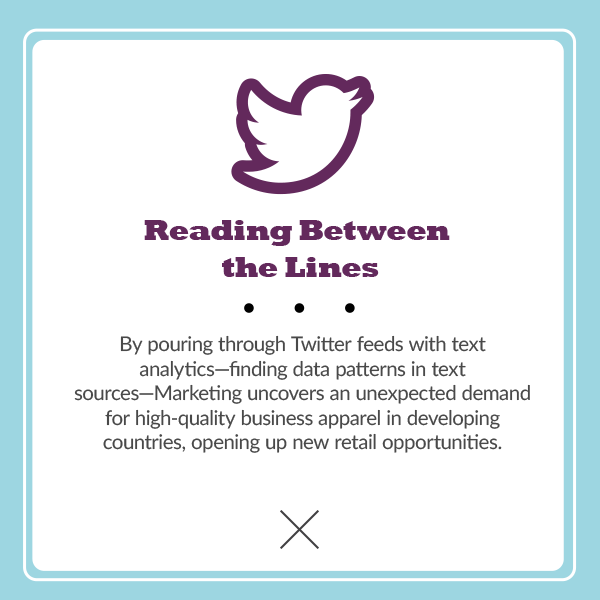 Reading Between
the Lines
By pouring through Twitter feeds with text
analytics—finding data patterns in text
sources—Marketing uncovers an unexpected demand
for high-quality business apparel in developing
countries, opening up new retail opportunities.